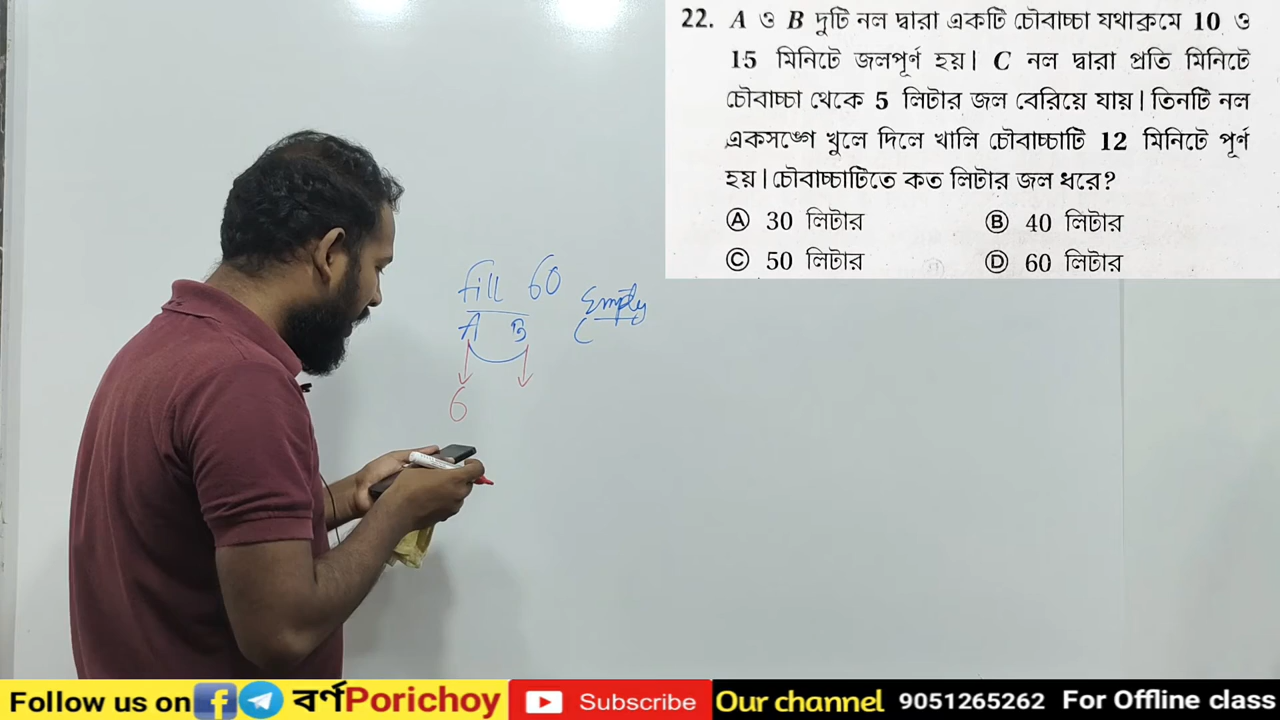 22. A ও B দুটি নল দ্বারা একটি চৌবাচ্চা যথাক্রমে 10 ও
15 মিনিটে জলপূর্ণ হয়। C নল দ্বারা প্রতি মিনিটে
চৌবাচ্চা থেকে 5 লিটার জল বেরিয়ে যায়। তিনটি নল
একসঙ্গে খুলে দিলে খালি চৌবাচ্চাটি 12 মিনিটে পূর্ণ
হয়। চৌবাচ্চাটিতে কত লিটার জল ধরে?
Ⓐ 30 লিটার Ⓑ 40 লিটার
Ⓒ 50 লিটার Ⓓ 60 লিটার
fill 60 Empty
A B C
6
Follow us on বর্ণPorichoy Subscribe Our channel 9051265262 For Offline class